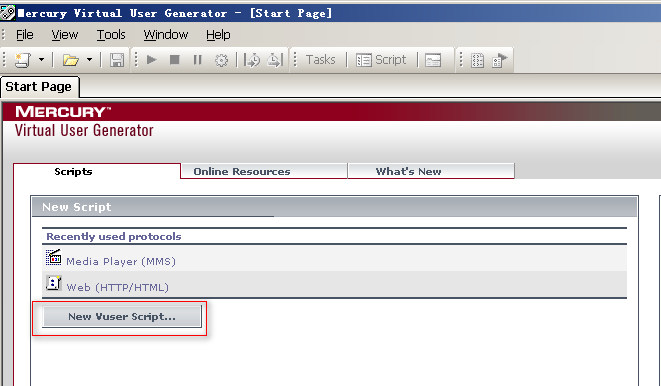 Mercury Virtual User Generator - [Start Page]
File View Tools Window Help
Tasks Script
Start Page
MERCURY™
Virtual User Generator
Scripts Online Resources What's New
New Script
Recently used protocols
Media Player (MMS)
Web (HTTP/HTML)
New Vuser Script...